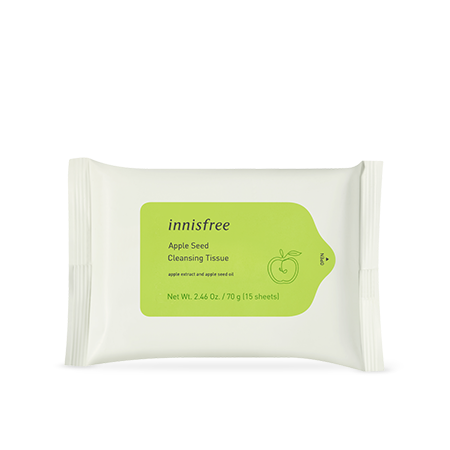 innisfree
Apple Seed
Cleansing Tissue
apple extract and apple seed oil
Net Wt. 2.46 Oz. / 70 g (15 sheets)
OPEN